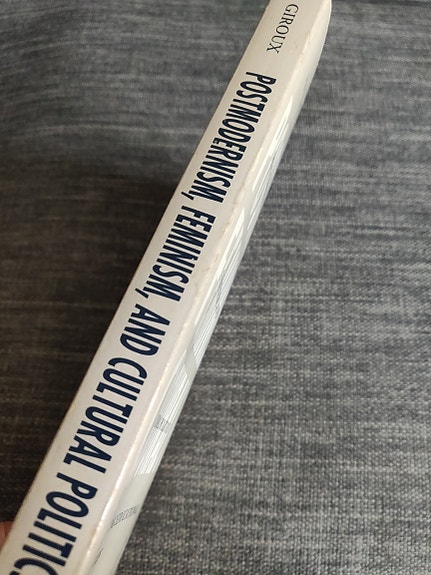 GIROUX
POSTMODERNISM, FEMINISM, AND CULTURAL POLITIC